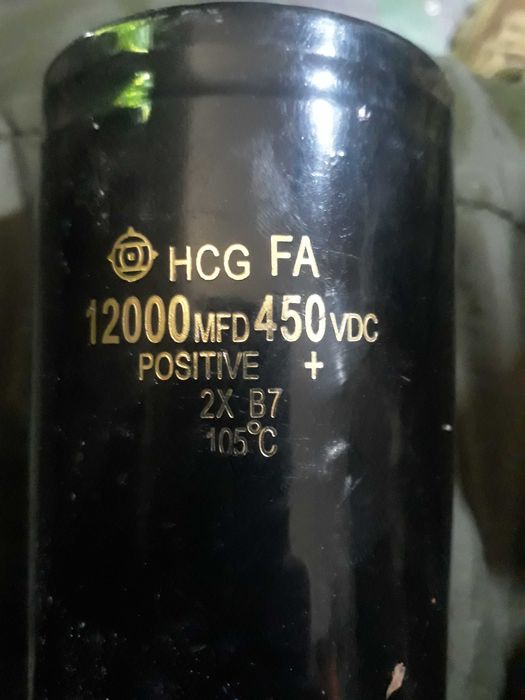 HCG FA
12000MFD 450VDC
POSITIVE +
2X B7
105°C